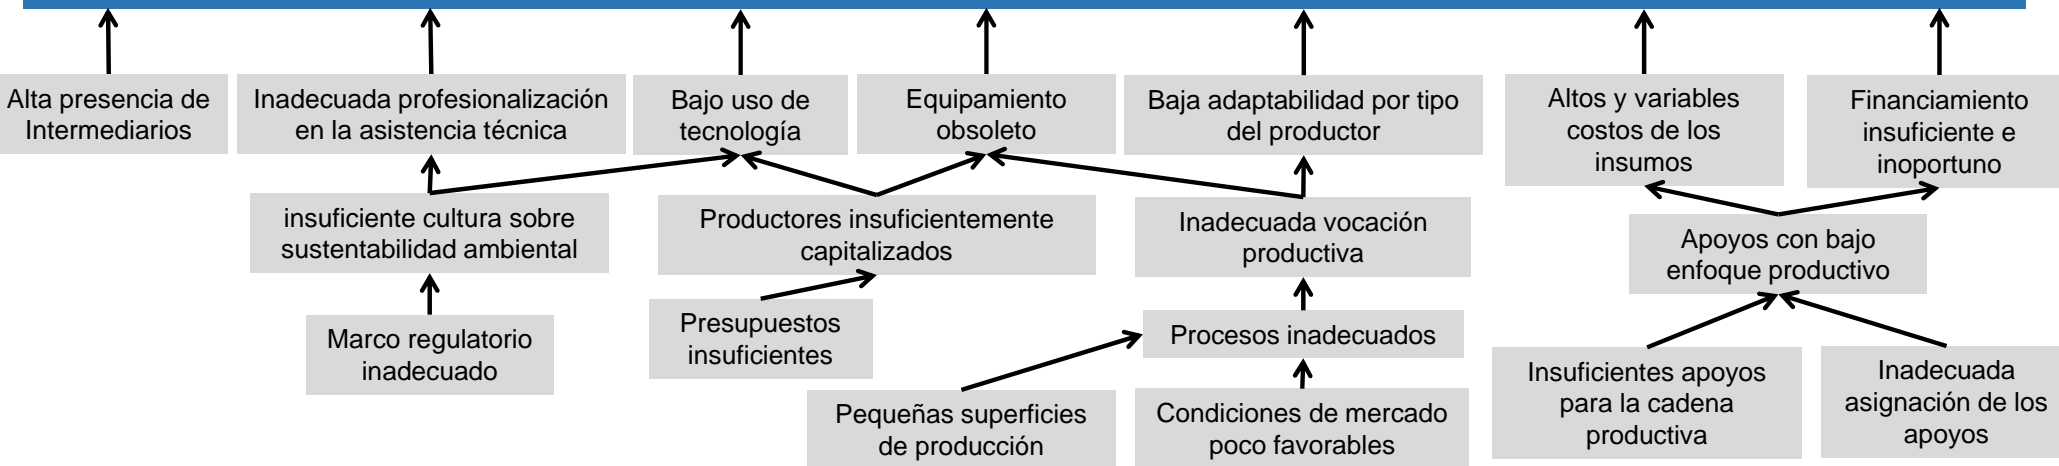 Alta presencia de
Intermediarios
Inadecuada profesionalización
en la asistencia técnica
Bajo uso de
tecnología
Equipamiento
obsoleto
Baja adaptabilidad por tipo
del productor
Altos y variables
costos de los
insumos
Financiamiento
insuficiente e
inoportuno
insuficiente cultura sobre
sustentabilidad ambiental
Productores insuficientemente
capitalizados
Inadecuada vocación
productiva
Apoyos con bajo
enfoque productivo
Marco regulatorio
inadecuado
Presupuestos
insuficientes
Procesos inadecuados
Pequeñas superficies
de producción
Condiciones de mercado
poco favorables
Insuficientes apoyos
para la cadena
productiva
Inadecuada
asignación de los
apoyos